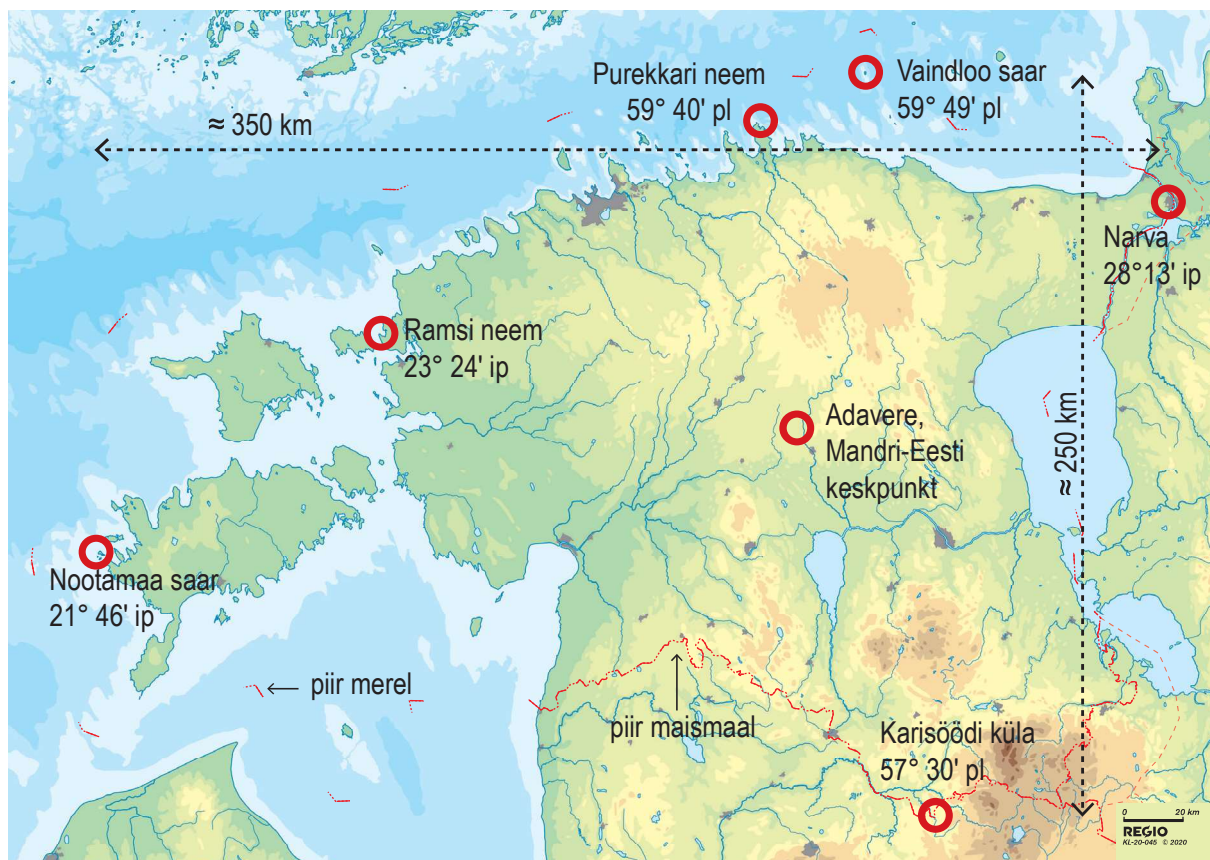 Purekkari neem
59° 40' pl
Vaindloo saar
59° 49' pl
≈ 350 km
Narva
28°13' ip
Ramsi neem
23° 24' ip
Adavere,
Mandri-Eesti
keskpunkt
≈ 250 km
Nootamaa saar
21° 46' ip
piir merel
piir maismaal
Karisöödi küla
57° 30' pl
0 20 km
REGIO
KL-20-045 © 2020